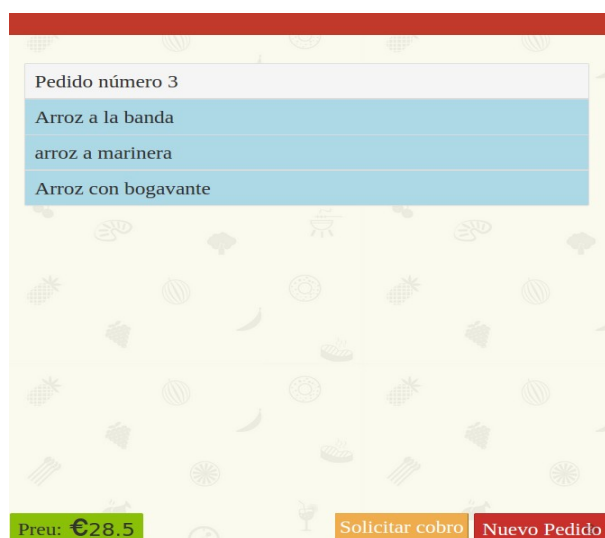 Pedido número 3
Arroz a la banda
arroz a marinera
Arroz con bogavante
Preu: €28.5
Solicitar cobro
Nuevo Pedido